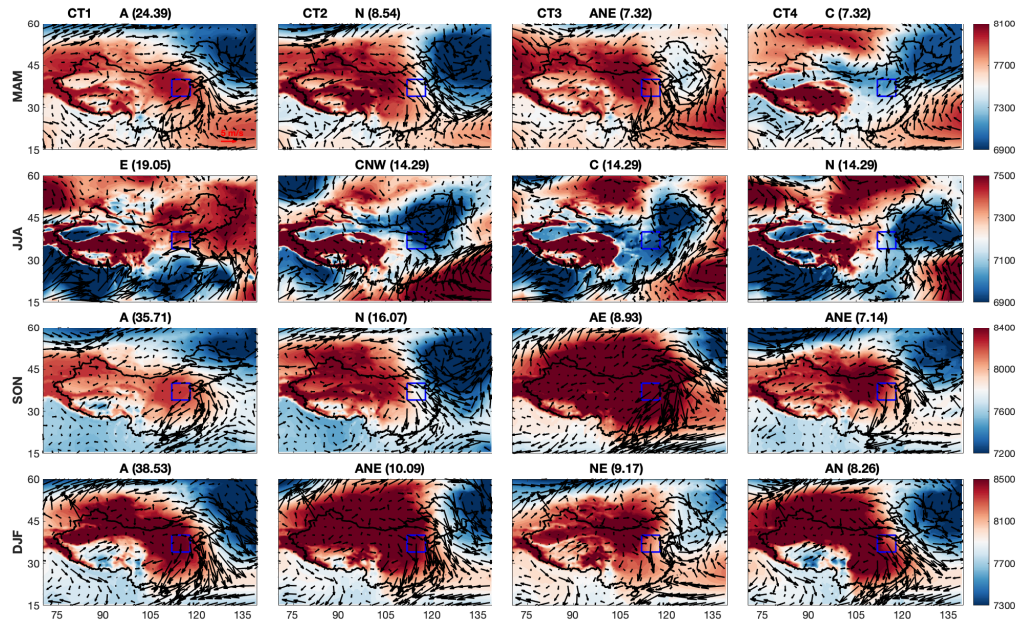 CT1 A (24.39) CT2 N (8.54) CT3 ANE (7.32) CT4 C (7.32)
60 8100
45 7700
MAM
30 7300
5 m/s
15 6900
E (19.05) CNW (14.29) C (14.29) N (14.29)
60 7500
45 7300
JJA
30 7100
15 6900
A (35.71) N (16.07) AE (8.93) ANE (7.14)
60 8400
45 8000
SON
30 7600
15 7200
A (38.53) ANE (10.09) NE (9.17) AN (8.26)
60 8500
45 8100
DJF
30 7700
15 7300
75 90 105 120 135 75 90 105 120 135 75 90 105 120 135 75 90 105 120 135